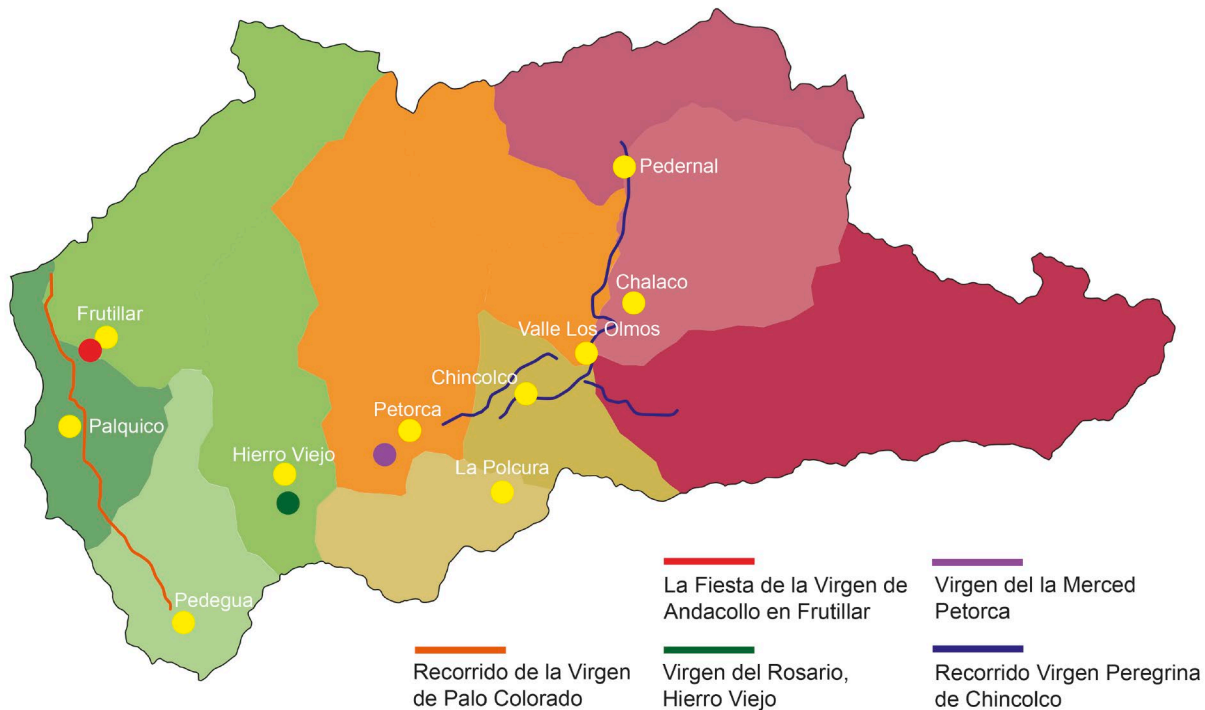 Pedernal
Chalaco
Frutillar
Valle Los Olmos
Chincolco
Petorca
Palquico
Hierro Viejo
La Polcura
Pedegua
La Fiesta de la Virgen de
Andacollo en Frutillar
Virgen del la Merced
Petorca
Recorrido de la Virgen
de Palo Colorado
Virgen del Rosario,
Hierro Viejo
Recorrido Virgen Peregrina
de Chincolco